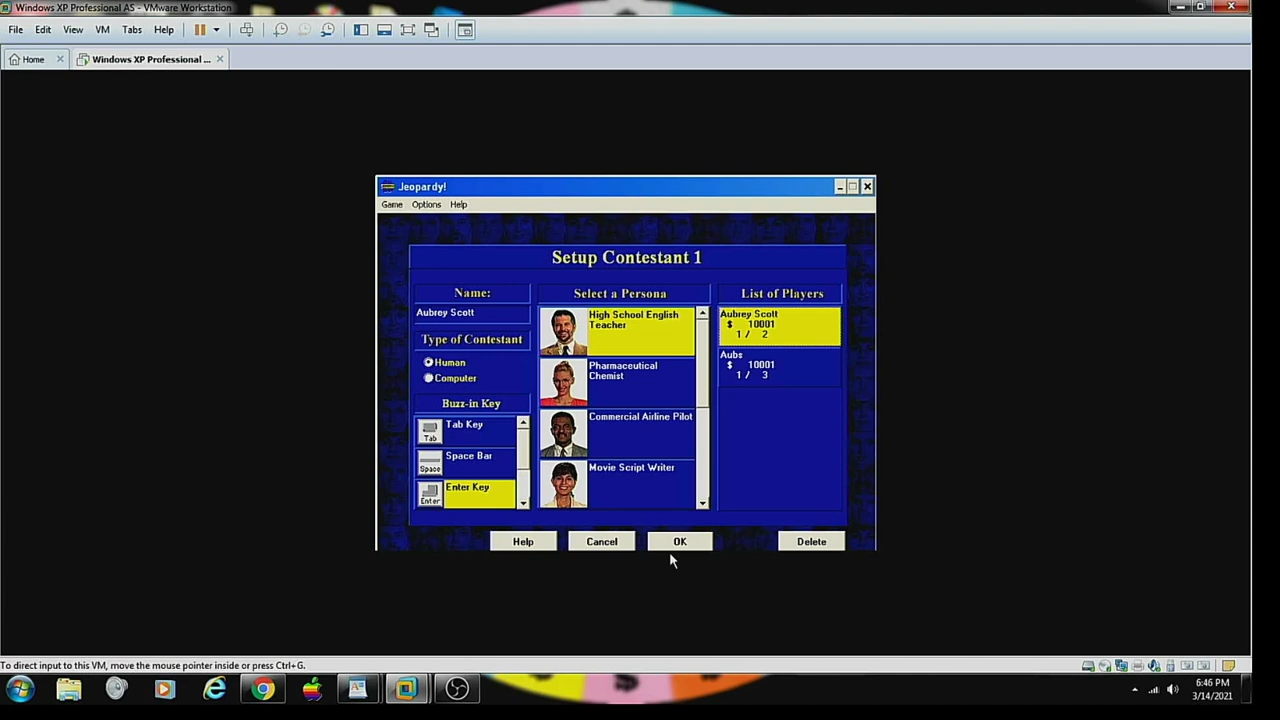 Windows XP Professional AS - VMware Workstation
File Edit View VM Tabs Help
Home
Windows XP Professional ...
Jeopardy!
Game Options Help
Setup Contestant 1
Name:
Aubrey Scott
Type of Contestant
Human
Computer
Buzz-in Key
Tab
Tab Key
Space
Space Bar
Enter
Enter Key
Select a Persona
High School English
Teacher
Pharmaceutical
Chemist
Commercial Airline Pilot
Movie Script Writer
List of Players
Aubrey Scott
$ 10001
1 / 2
Aubs
$ 10001
1 / 3
Help Cancel OK Delete
To direct input to this VM, move the mouse pointer inside or press Ctrl+G.
6:46 PM
3/14/2021